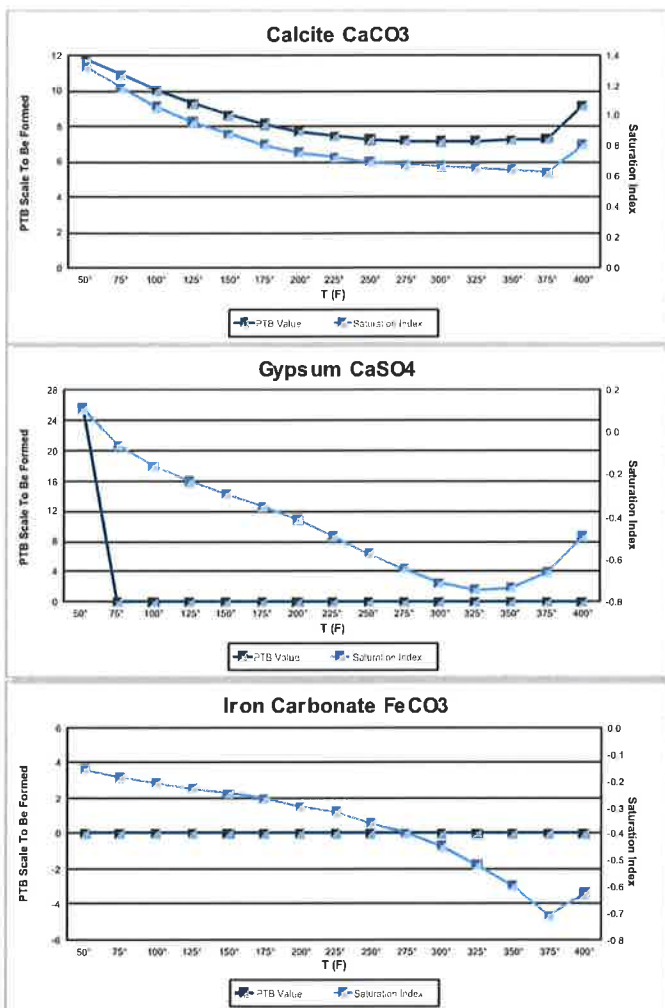 Calcite CaCO3
12
10
8
6
4
2
0
1.4
1.2
1.0
0.8
0.6
0.4
0.2
0.0
PTB Scale To Be Formed
Saturation Index
50° 75° 100° 125° 150° 175° 200° 225° 250° 275° 300° 325° 350° 375° 400°
T (F)
PTB Value Saturation Index
Gypsum CaSO4
28
24
20
16
12
8
4
0
0.2
0.0
-0.2
-0.4
-0.6
-0.8
PTB Scale To Be Formed
Saturation Index
50° 75° 100° 125° 150° 175° 200° 225° 250° 275° 300° 325° 350° 375° 400°
T (F)
PTB Value Saturation Index
Iron Carbonate FeCO3
6
4
2
0
-2
-4
-6
0.0
-0.1
-0.2
-0.3
-0.4
-0.5
-0.6
-0.7
-0.8
PTB Scale To Be Formed
Saturation Index
50° 75° 100° 125° 150° 175° 200° 225° 250° 275° 300° 325° 350° 375° 400°
T (F)
PTB Value Saturation Index